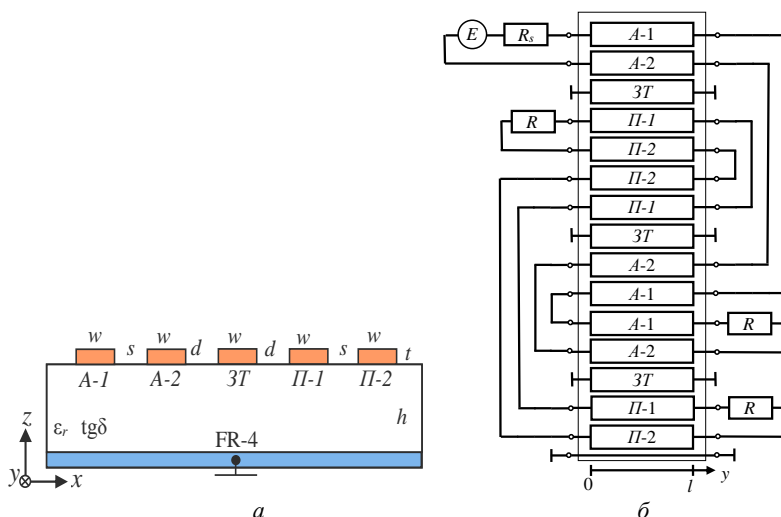 w w w w w
s d d s t
А-1 А-2 ЗТ П-1 П-2
z
εr tgδ
h
FR-4
y x
а
E
Rs
А-1
А-2
ЗТ
П-1
R
П-2
П-2
П-1
ЗТ
А-2
А-1
А-1
R
А-2
ЗТ
П-1
R
П-2
0
l
y
б